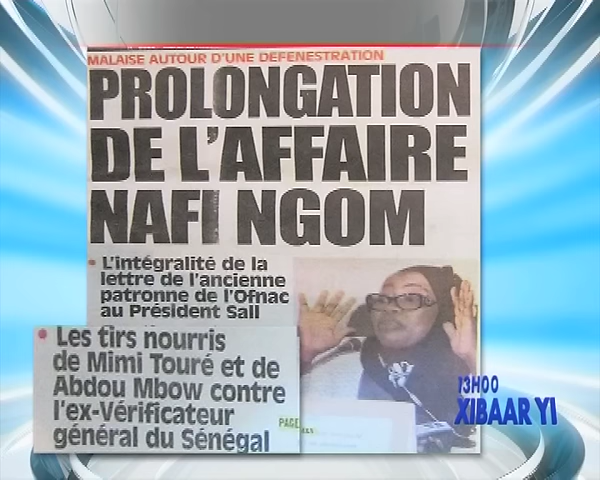 MALAISE AUTOUR D'UNE DEFENESTRATION
PROLONGATION
DE L'AFFAIRE
NAFI NGOM
• L'intégralité de la
lettre de l'ancienne
patronne de l'Ofnac
au Président Sall
• Les tirs nourris
de Mimi Touré et de
Abdou Mbow contre
l'ex-Vérificateur
général du Sénégal
PAGE
13H00
XIBAAR YI